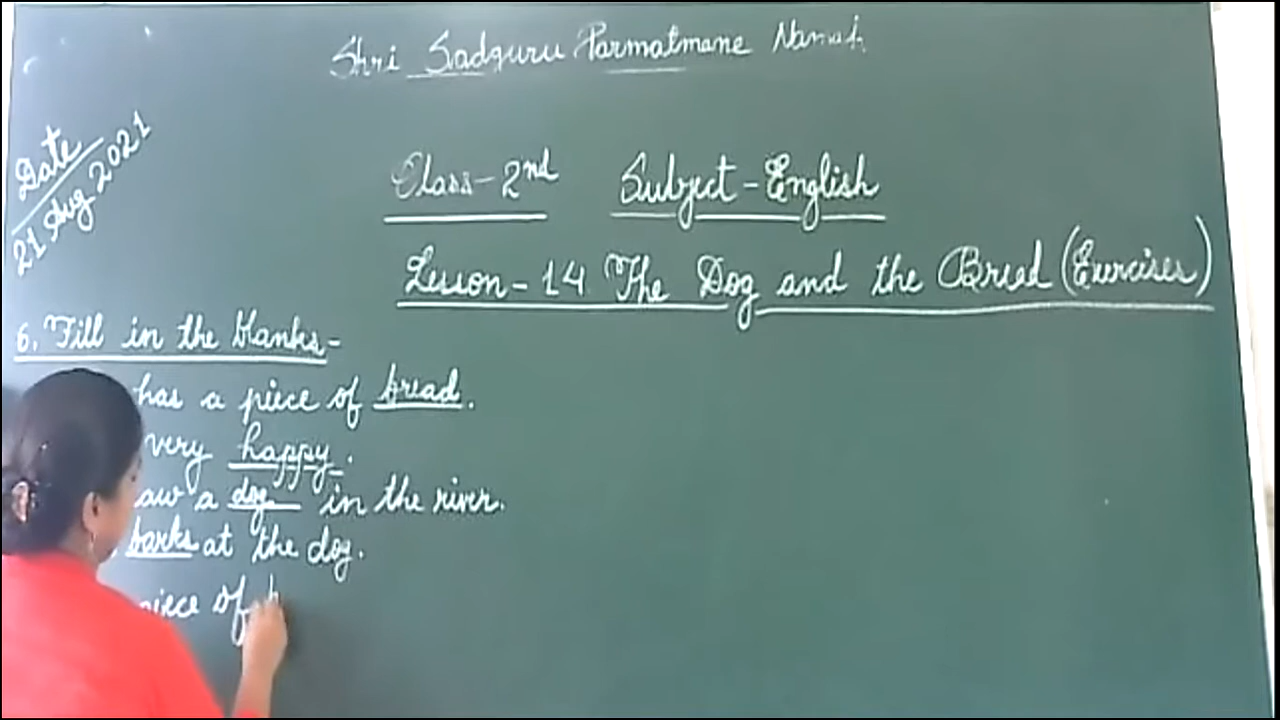 Shri Sadguru Parmatmane Namah
Date
21 Aug 2021
Class-2nd Subject-English
Lesson-14 The Dog and the Bread (Exercises)
6. Fill in the blanks-
has a piece of bread.
very happy.
aw a dog in the river.
barks at the dog.
piece of b